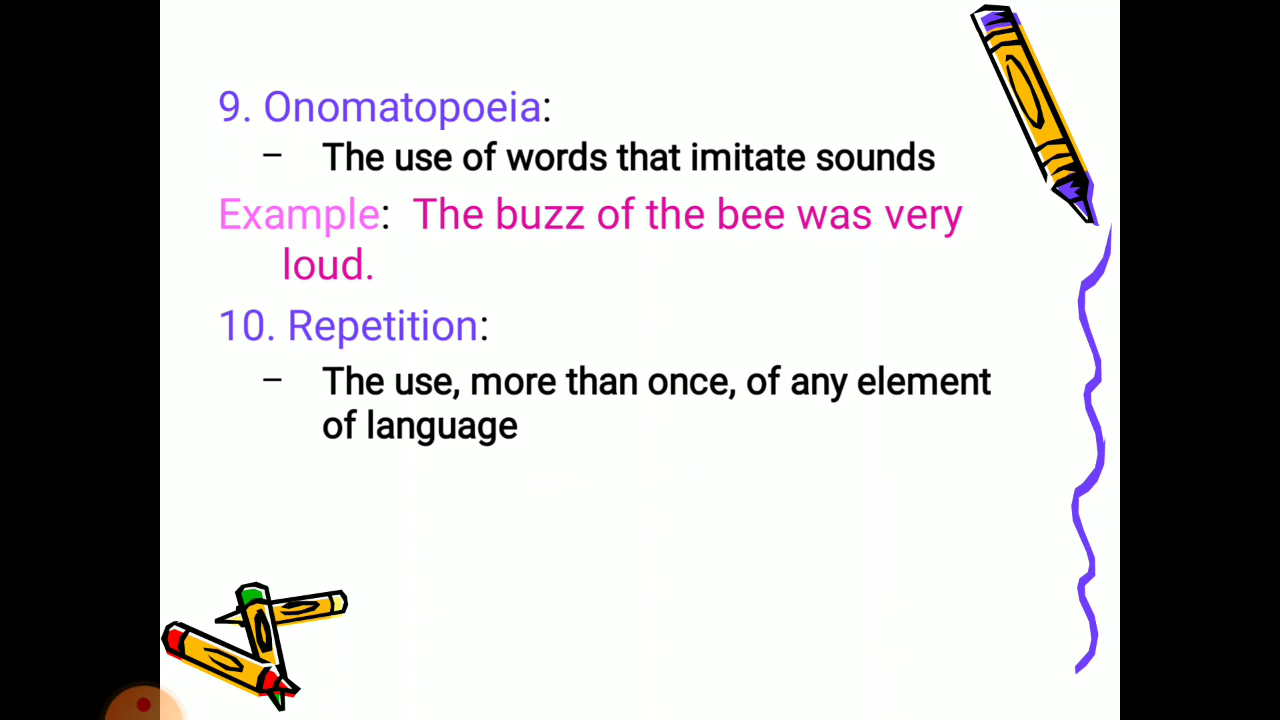 9. Onomatopoeia:
– The use of words that imitate sounds
Example: The buzz of the bee was very
loud.
10. Repetition:
– The use, more than once, of any element
of language